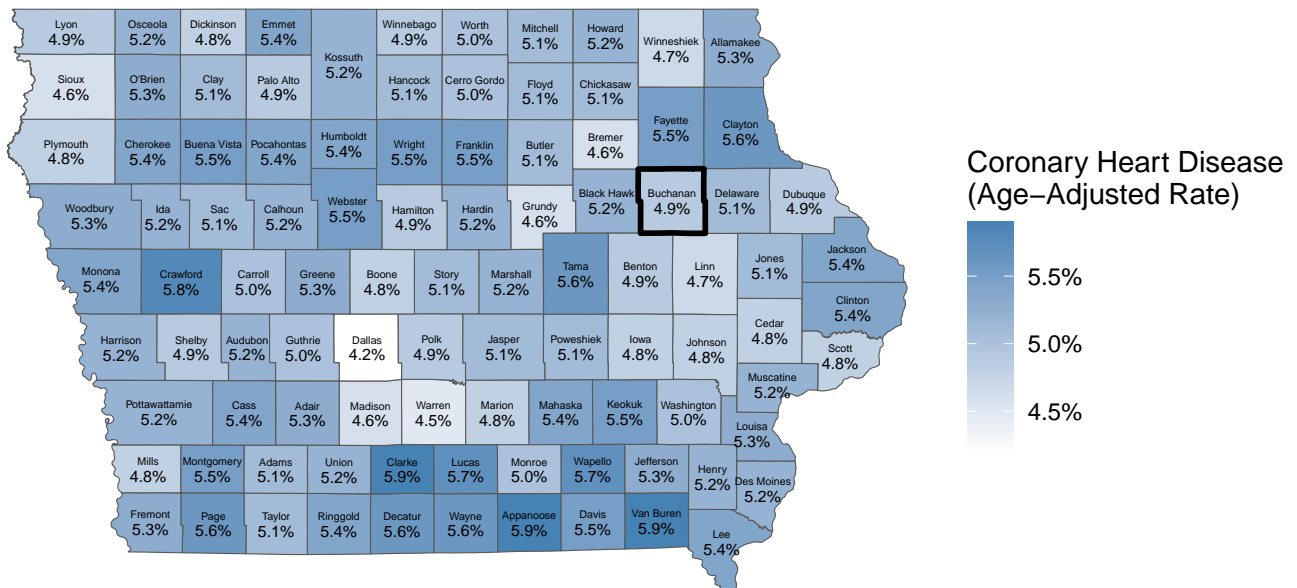 Lyon
4.9%
Osceola
5.2%
Dickinson
4.8%
Emmet
5.4%
Kossuth
5.2%
Winnebago
4.9%
Worth
5.0%
Mitchell
5.1%
Howard
5.2%
Winneshiek
4.7%
Allamakee
5.3%
Sioux
4.6%
O'Brien
5.3%
Clay
5.1%
Palo Alto
4.9%
Hancock
5.1%
Cerro Gordo
5.0%
Floyd
5.1%
Chickasaw
5.1%
Fayette
5.5%
Clayton
5.6%
Plymouth
4.8%
Cherokee
5.4%
Buena Vista
5.5%
Pocahontas
5.4%
Humboldt
5.4%
Wright
5.5%
Franklin
5.5%
Butler
5.1%
Bremer
4.6%
Woodbury
5.3%
Ida
5.2%
Sac
5.1%
Calhoun
5.2%
Webster
5.5%
Hamilton
4.9%
Hardin
5.2%
Grundy
4.6%
Black Hawk
5.2%
Buchanan
4.9%
Delaware
5.1%
Dubuque
4.9%
Monona
5.4%
Crawford
5.8%
Carroll
5.0%
Greene
5.3%
Boone
4.8%
Story
5.1%
Marshall
5.2%
Tama
5.6%
Benton
4.9%
Linn
4.7%
Jones
5.1%
Jackson
5.4%
Clinton
5.4%
Harrison
5.2%
Shelby
4.9%
Audubon
5.2%
Guthrie
5.0%
Dallas
4.2%
Polk
4.9%
Jasper
5.1%
Poweshiek
5.1%
Iowa
4.8%
Johnson
4.8%
Cedar
4.8%
Scott
4.8%
Muscatine
5.2%
Pottawattamie
5.2%
Cass
5.4%
Adair
5.3%
Madison
4.6%
Warren
4.5%
Marion
4.8%
Mahaska
5.4%
Keokuk
5.5%
Washington
5.0%
Louisa
5.3%
Mills
4.8%
Montgomery
5.5%
Adams
5.1%
Union
5.2%
Clarke
5.9%
Lucas
5.7%
Monroe
5.0%
Wapello
5.7%
Jefferson
5.3%
Henry
5.2%
Des Moines
5.2%
Fremont
5.3%
Page
5.6%
Taylor
5.1%
Ringgold
5.4%
Decatur
5.6%
Wayne
5.6%
Appanoose
5.9%
Davis
5.5%
Van Buren
5.9%
Lee
5.4%
Coronary Heart Disease
(Age−Adjusted Rate)
5.5%
5.0%
4.5%